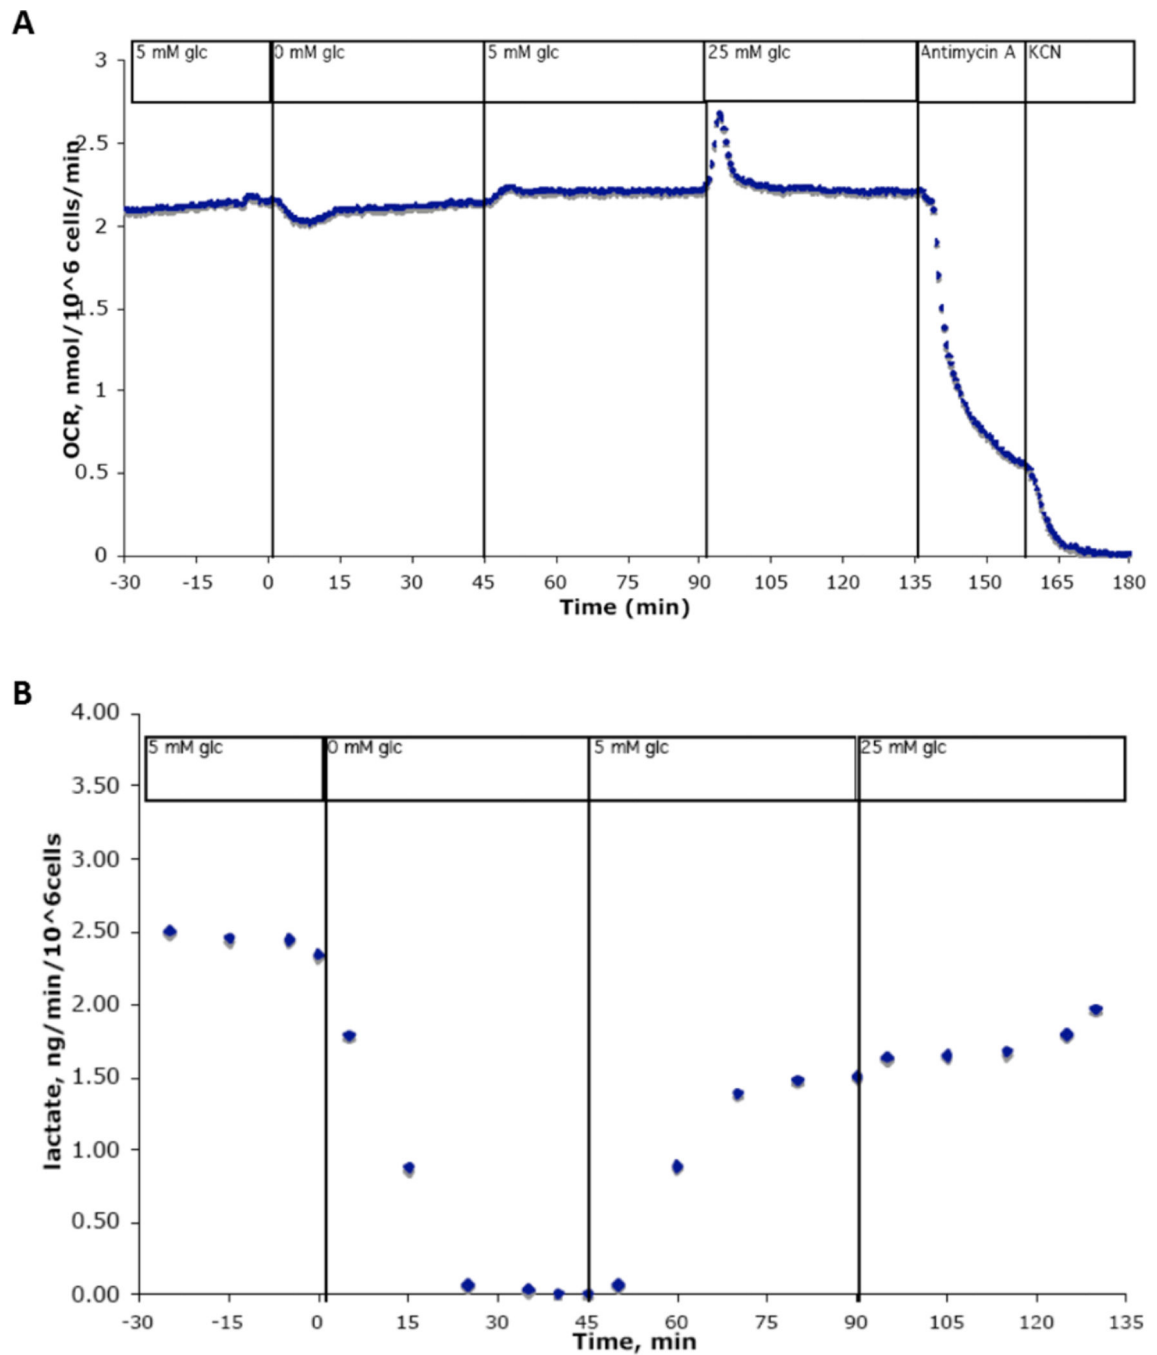 A
5 mM glc 0 mM glc 5 mM glc 25 mM glc Antimycin A KCN
3
2.5
2
1.5
1
0.5
0
OCR, nmol/10^6 cells/min
-30 -15 0 15 30 45 60 75 90 105 120 135 150 165 180
Time (min)
B
4.00
5 mM glc 0 mM glc 5 mM glc 25 mM glc
3.50
3.00
2.50
2.00
1.50
1.00
0.50
0.00
lactate, ng/min/10^6cells
-30 -15 0 15 30 45 60 75 90 105 120 135
Time, min